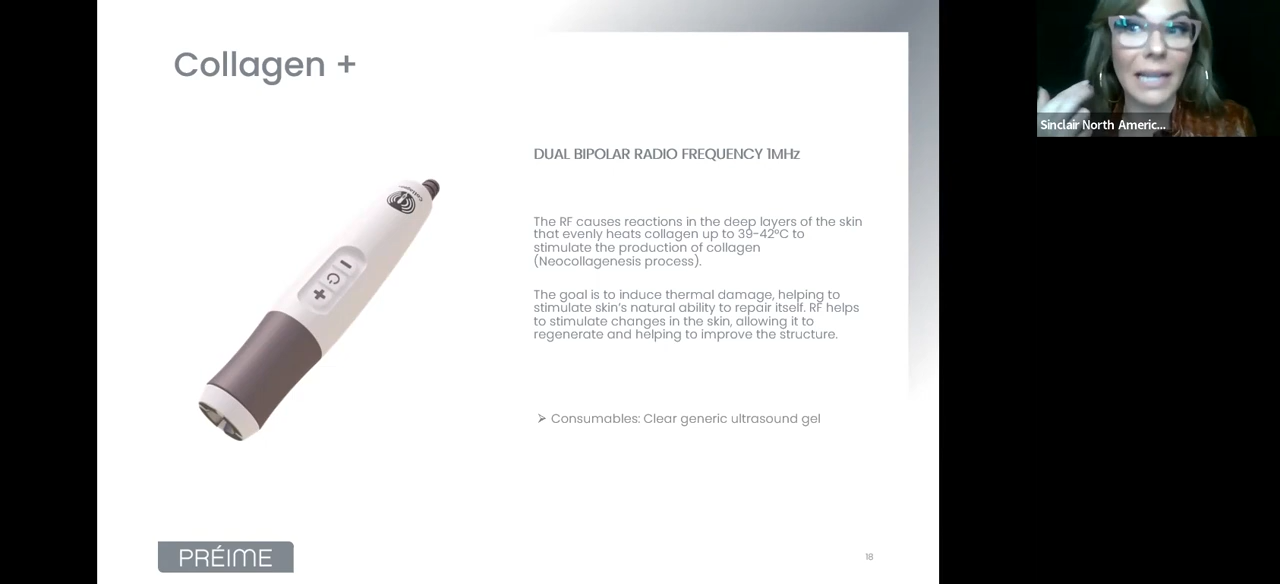 Collagen +
DUAL BIPOLAR RADIO FREQUENCY 1MHz
The RF causes reactions in the deep layers of the skin
that evenly heats collagen up to 39-42ºC to
stimulate the production of collagen
(Neocollagenesis process).
The goal is to induce thermal damage, helping to
stimulate skin's natural ability to repair itself. RF helps
to stimulate changes in the skin, allowing it to
regenerate and helping to improve the structure.
➢ Consumables: Clear generic ultrasound gel
PRÉIME
18
Sinclair North Americ...
Collagen+